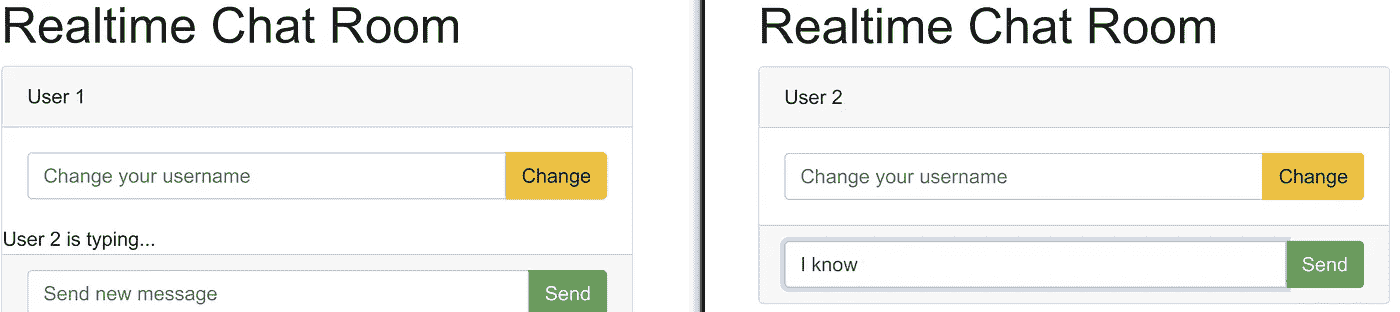 Realtime Chat Room
User 1
Change your username
Change
User 2 is typing...
Send new message
Send
Realtime Chat Room
User 2
Change your username
Change
I know
Send